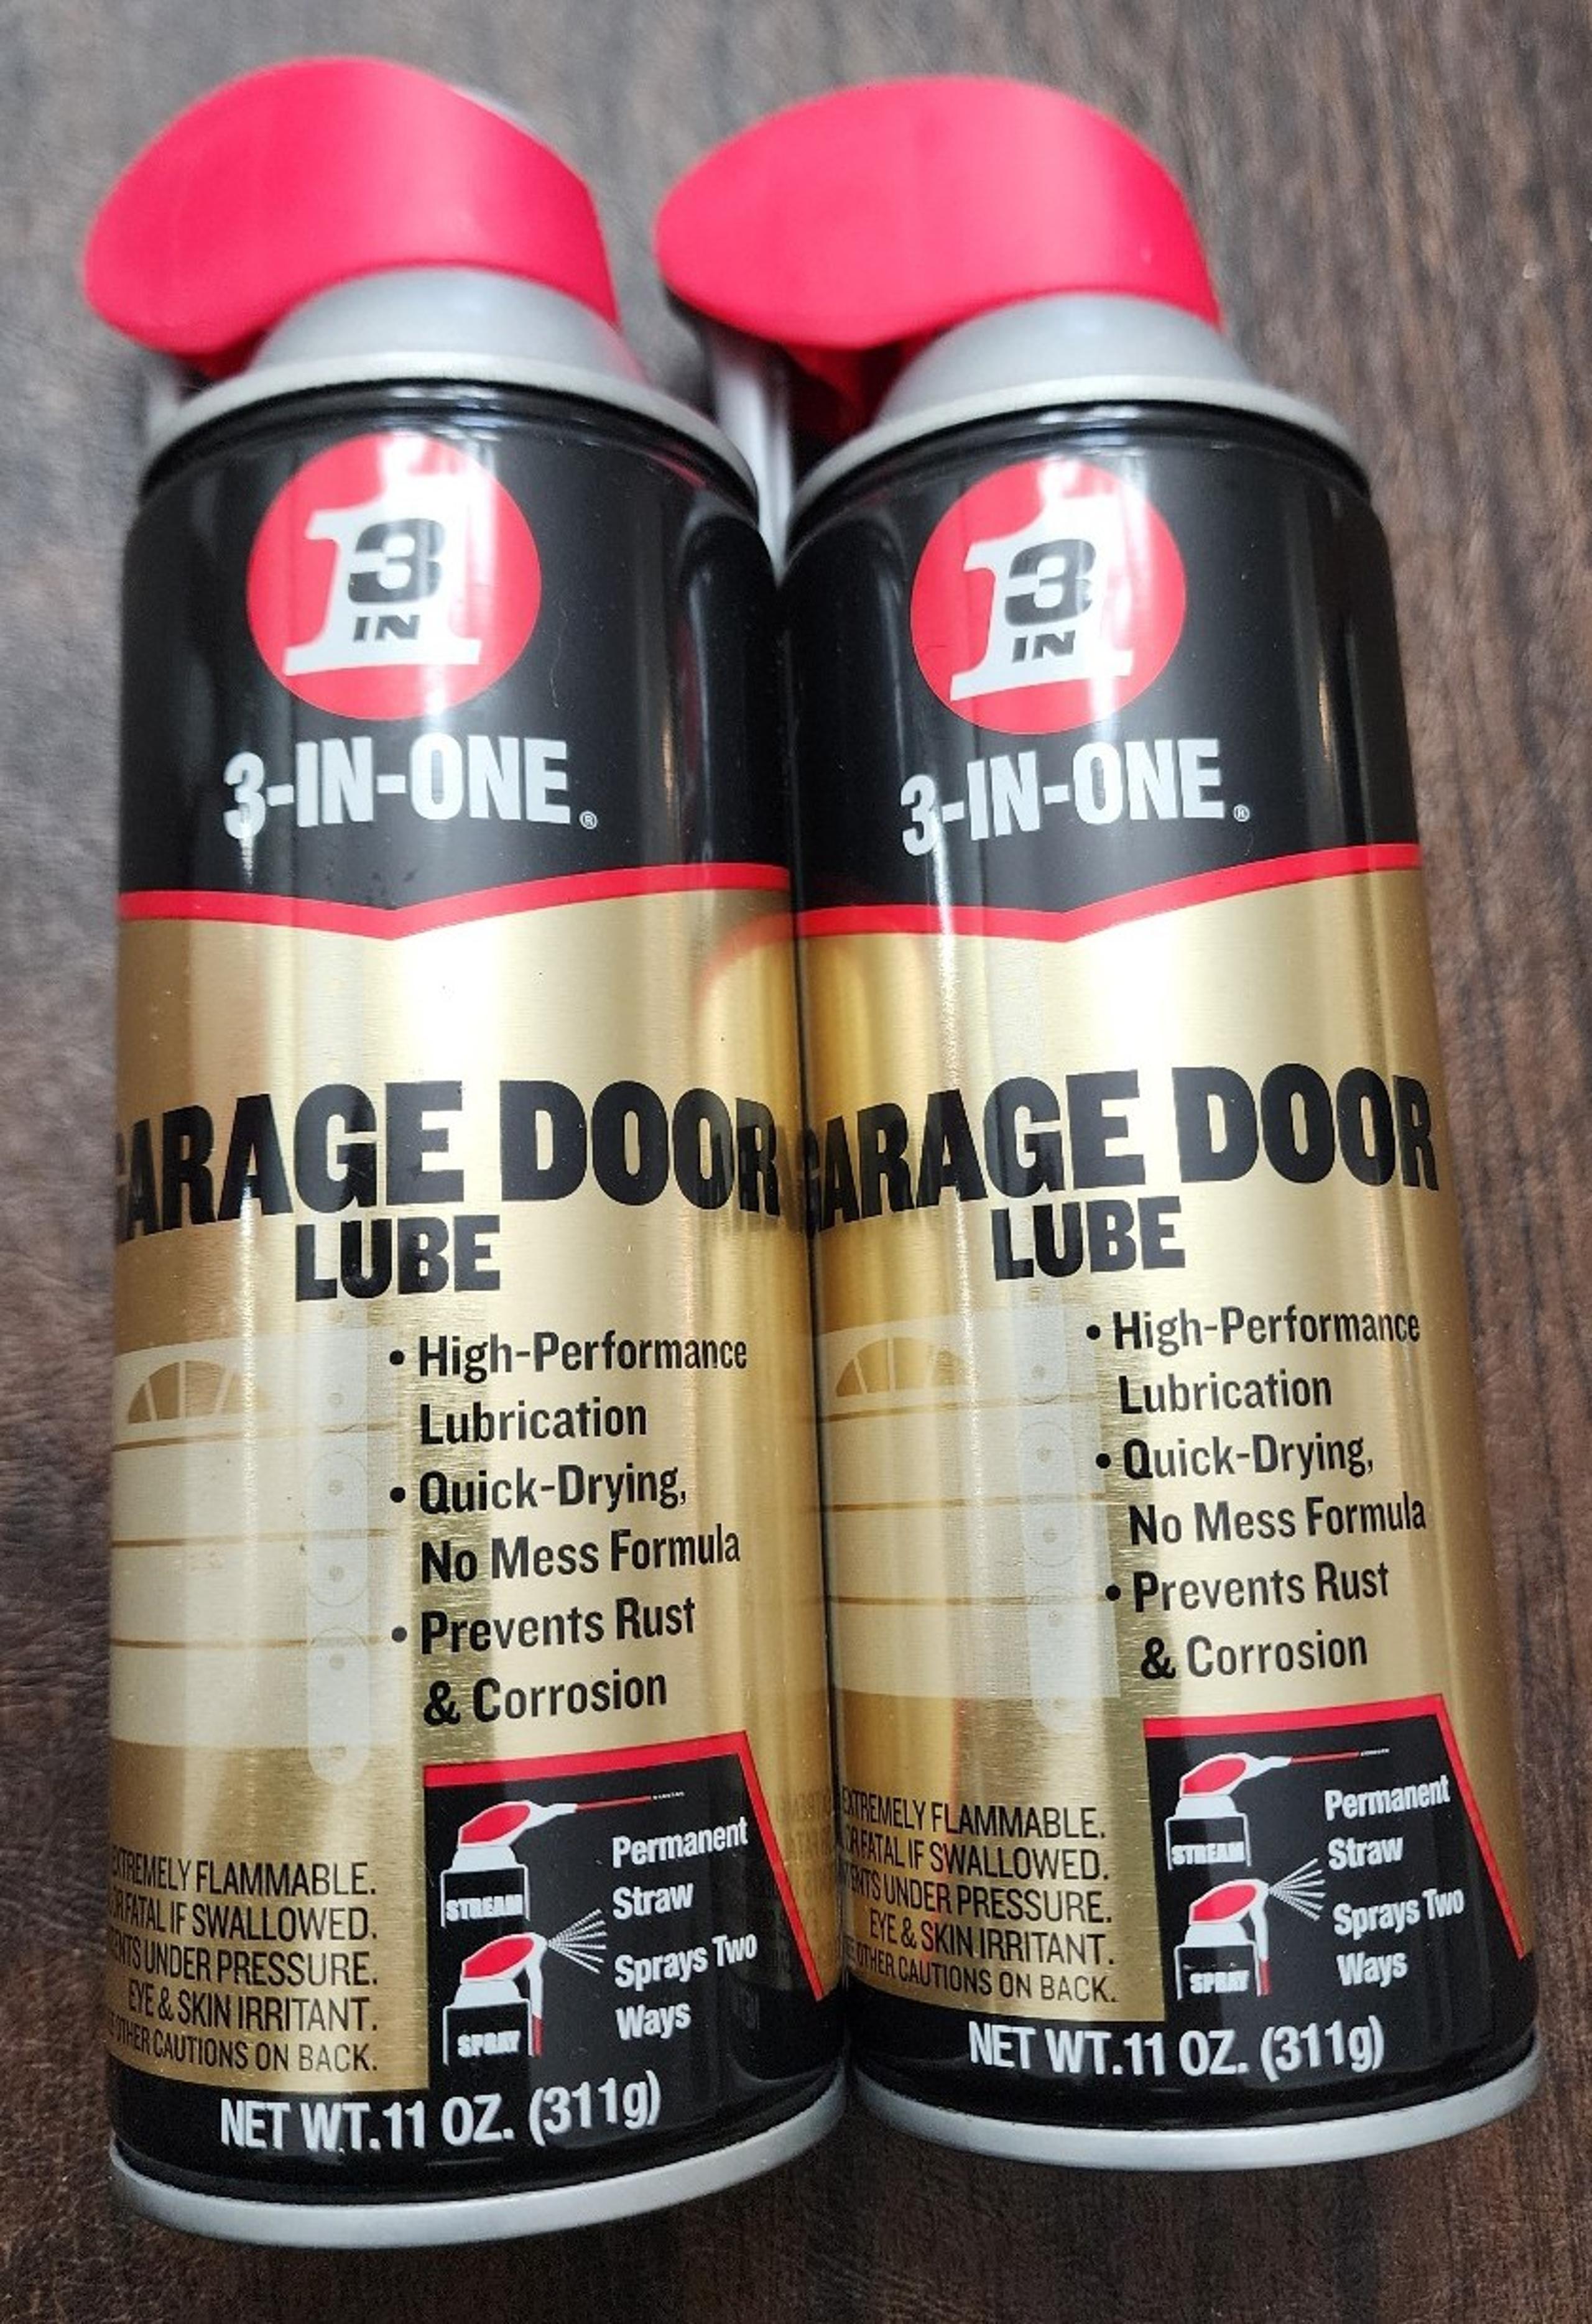 3
IN
1
3-IN-ONE®
GARAGE DOOR
LUBE
• High-Performance
Lubrication
• Quick-Drying,
No Mess Formula
• Prevents Rust
& Corrosion
EXTREMELY FLAMMABLE.
OR FATAL IF SWALLOWED.
UNDER PRESSURE.
EYE & SKIN IRRITANT.
OTHER CAUTIONS ON BACK.
STREAM
SPRAY
Permanent
Straw
Sprays Two
Ways
NET WT. 11 OZ. (311g)
3
IN
1
3-IN-ONE®
GARAGE DOOR
LUBE
• High-Performance
Lubrication
• Quick-Drying,
No Mess Formula
• Prevents Rust
& Corrosion
EXTREMELY FLAMMABLE.
OR FATAL IF SWALLOWED.
UNDER PRESSURE.
EYE & SKIN IRRITANT.
OTHER CAUTIONS ON BACK.
STREAM
SPRAY
Permanent
Straw
Sprays Two
Ways
NET WT. 11 OZ. (311g)